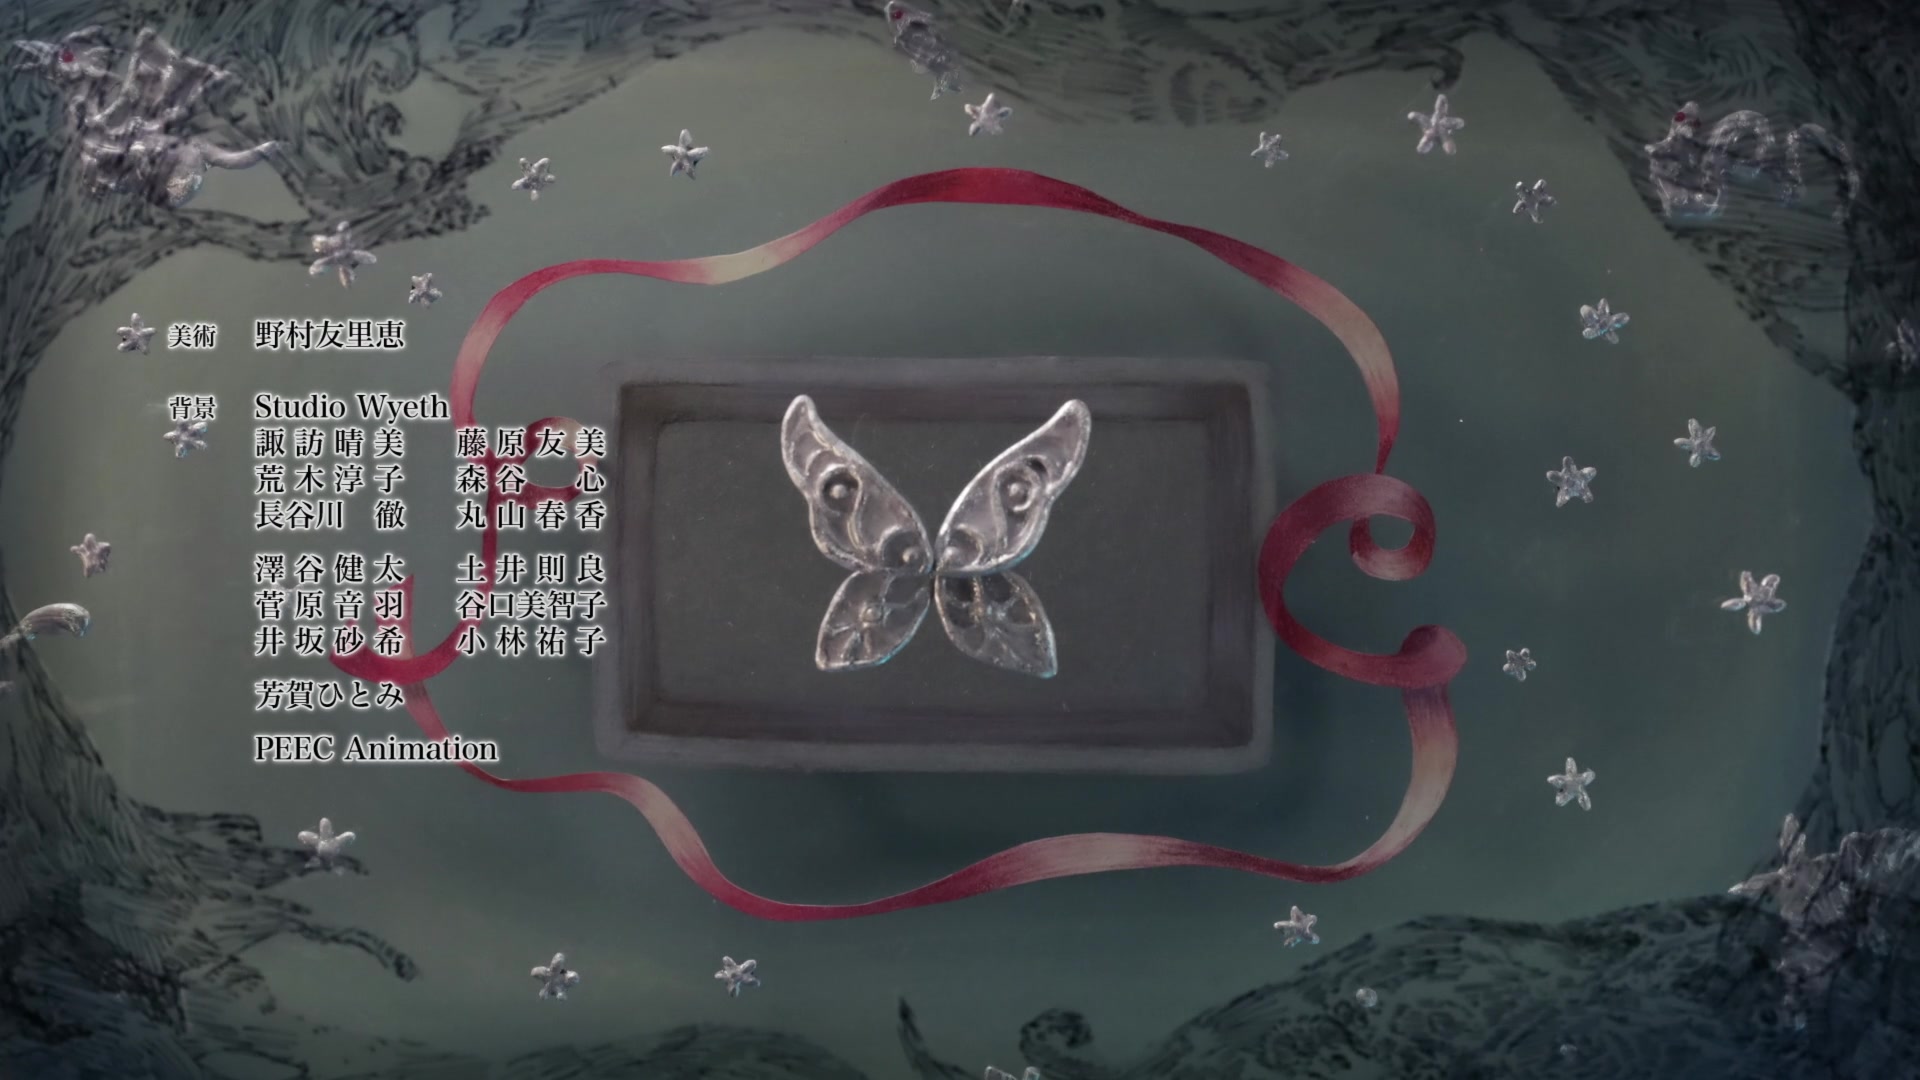 美術 野村友里恵
背景 Studio Wyeth
諏訪晴美 藤原友美
荒木淳子 森谷 心
長谷川 徹 丸山春香
澤谷健太 土井則良
菅原音羽 谷口美智子
井坂砂希 小林祐子
芳賀ひとみ
PEEC Animation